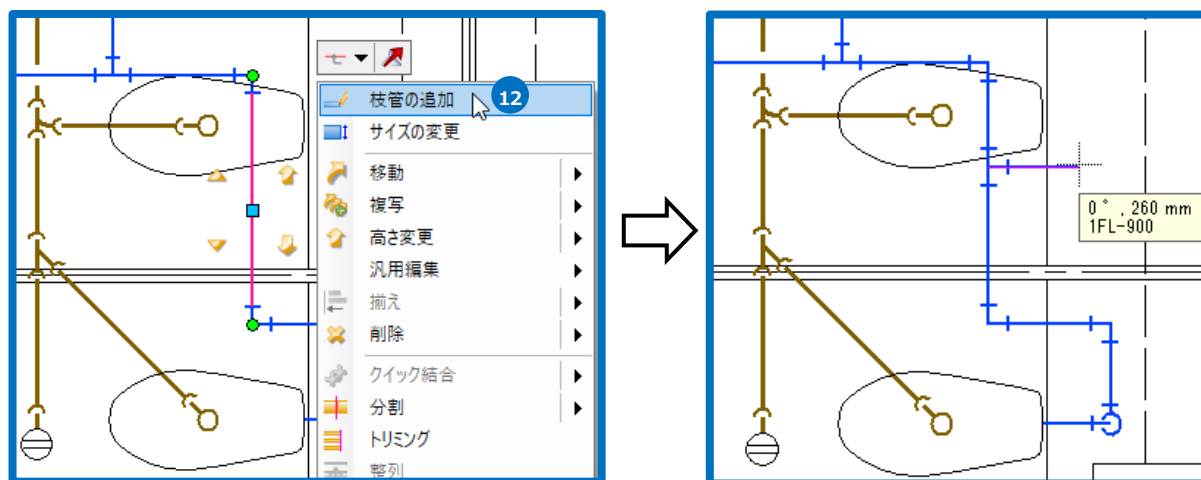 枝管の追加
12
サイズの変更
移動
複写
高さ変更
汎用編集
揃え
削除
クイック結合
分割
トリミング
整列
0°, 260 mm
1FL-900